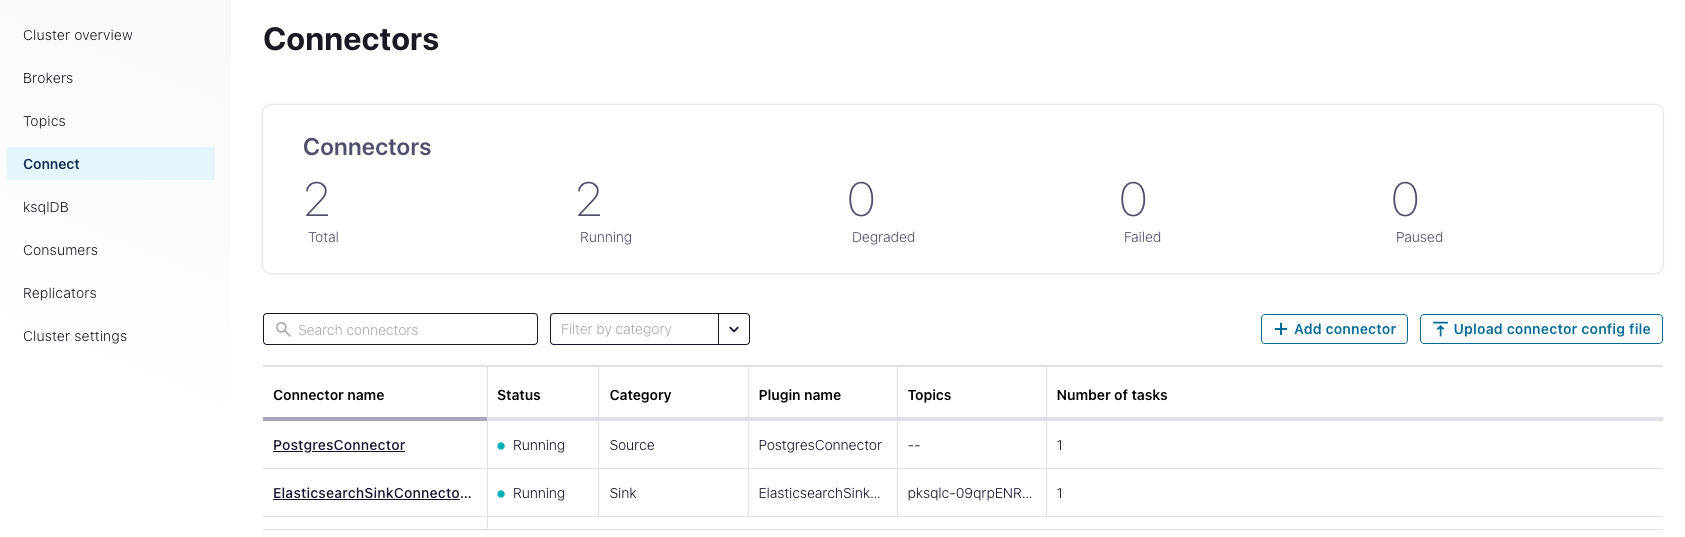 Cluster overview
Brokers
Topics
Connect
ksqlDB
Consumers
Replicators
Cluster settings
Connectors
Connectors
2 2 0 0 0
Total Running Degraded Failed Paused
Search connectors Filter by category + Add connector Upload connector config file
Connector name Status Category Plugin name Topics Number of tasks
PostgresConnector Running Source PostgresConnector -- 1
ElasticsearchSinkConnecto... Running Sink ElasticsearchSink... pksqlc-09qrpENR... 1